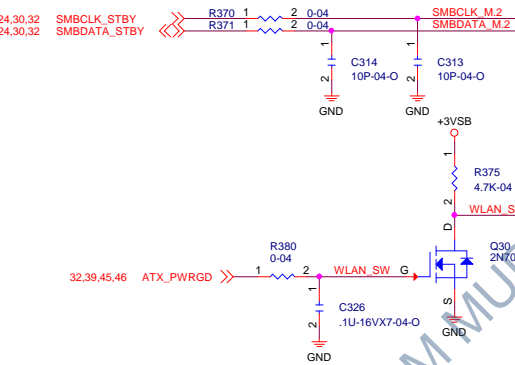 24,30,32 SMBCLK_STBY R370 1 2 0-04 SMBCLK_M.2
24,30,32 SMBDATA_STBY R371 1 2 0-04 SMBDATA_M.2
1 C314 1 C313
2 10P-04-O 2 10P-04-O
GND GND
+3VSB
1 R375
2 4.7K-04
WLAN_S
D
R380 Q30
0-04 2N70
32,39,45,46 ATX_PWRGD 1 2 WLAN_SW G
S
1 C326
2 .1U-16VX7-04-O
GND
GND